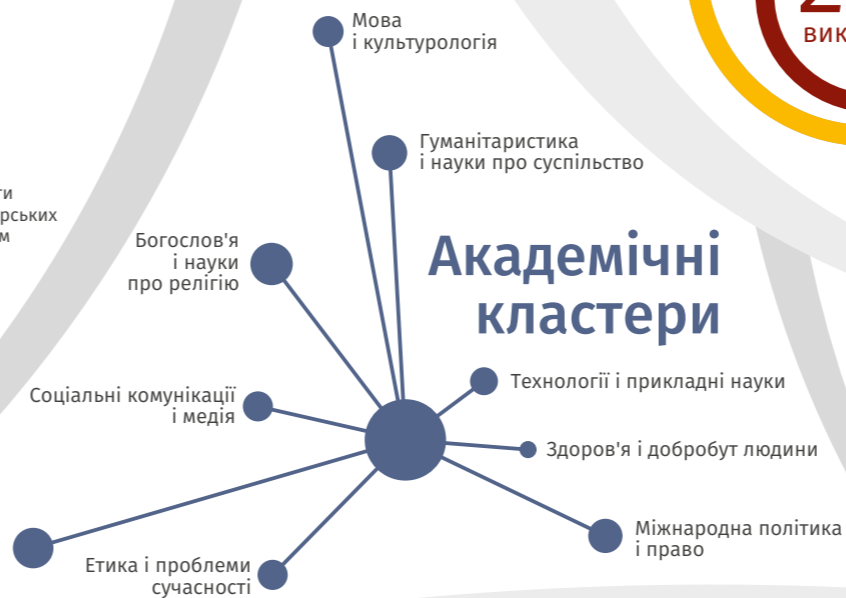 Мова
і культурологія
Гуманітаристика
і науки про суспільство
Богослов'я
і науки
про релігію
Академічні
кластери
Соціальні комунікації
і медія
Технології і прикладні науки
Здоров'я і добробут людини
Міжнародна політика
і право
Етика і проблеми
сучасності